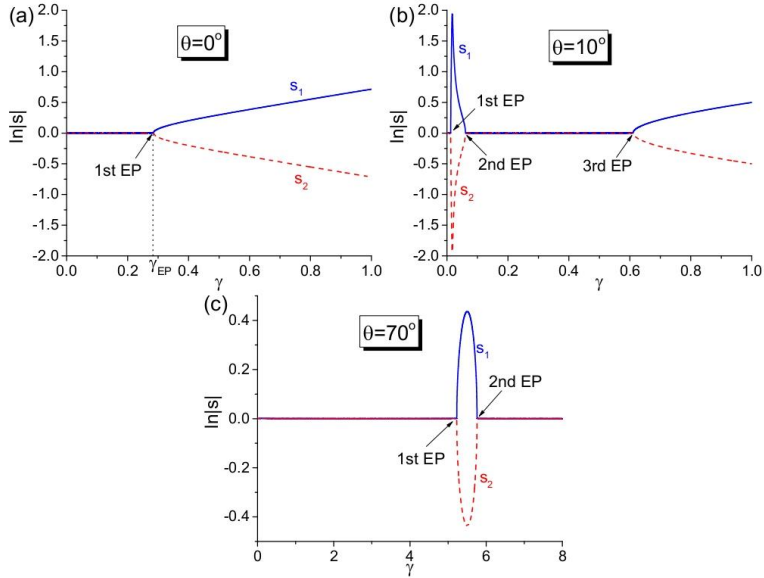 (a)
θ=0°
ln|s|
2.0
1.5
1.0
0.5
0.0
-0.5
-1.0
-1.5
-2.0
s1
1st EP
s2
γEP
0.0 0.2 0.4 0.6 0.8 1.0
γ
(b)
θ=10°
ln|s|
2.0
1.5
1.0
0.5
0.0
-0.5
-1.0
-1.5
-2.0
s1
1st EP
2nd EP
3rd EP
s2
0.0 0.2 0.4 0.6 0.8 1.0
γ
(c)
θ=70°
ln|s|
0.4
0.2
0.0
-0.2
-0.4
s1
2nd EP
1st EP
s2
0 2 4 6 8
γ